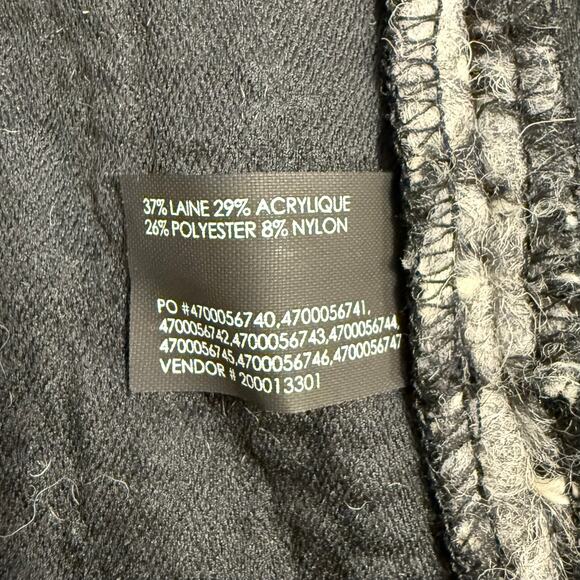 37% LAINE 29% ACRYLIQUE
26% POLYESTER 8% NYLON
PO #4700056740,4700056741,
4700056742,4700056743,4700056744,
4700056745,4700056746,4700056747
VENDOR # 200013301